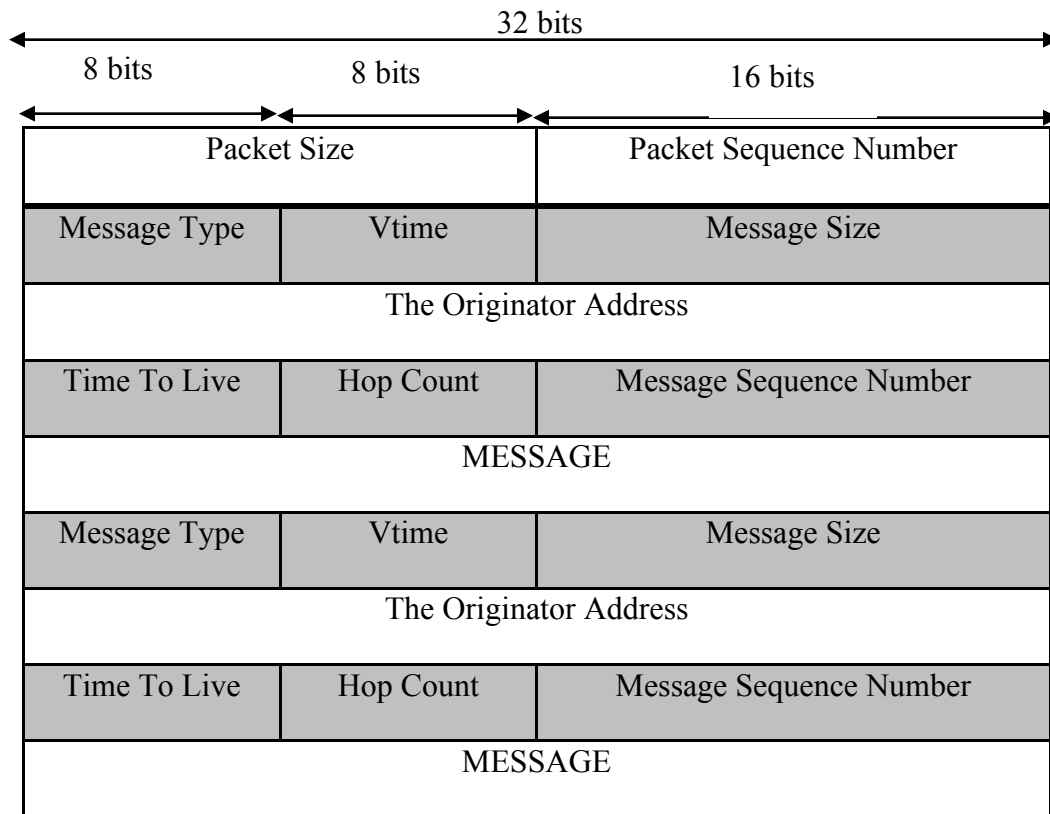 32 bits
8 bits 8 bits 16 bits
Packet Size Packet Sequence Number
Message Type Vtime Message Size
The Originator Address
Time To Live Hop Count Message Sequence Number
MESSAGE
Message Type Vtime Message Size
The Originator Address
Time To Live Hop Count Message Sequence Number
MESSAGE